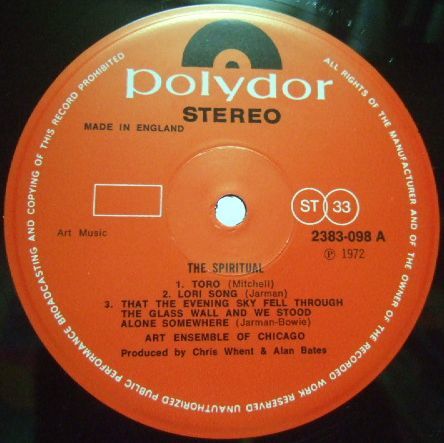 polydor
STEREO
MADE IN ENGLAND
ST 33
Art Music
2383-098 A
Ⓟ 1972
THE SPIRITUAL
1. TORO (Mitchell)
2. LORI SONG (Jarman)
3. THAT THE EVENING SKY FELL THROUGH
THE GLASS WALL AND WE STOOD
ALONE SOMEWHERE (Jarman-Bowie)
ART ENSEMBLE OF CHICAGO
Produced by Chris Whent & Alan Bates
ALL RIGHTS OF THE MANUFACTURER AND OF THE OWNER OF THE RECORDED WORK RESERVED UNAUTHORIZED PUBLIC PERFORMANCE BROADCASTING AND COPYING OF THIS RECORD PROHIBITED